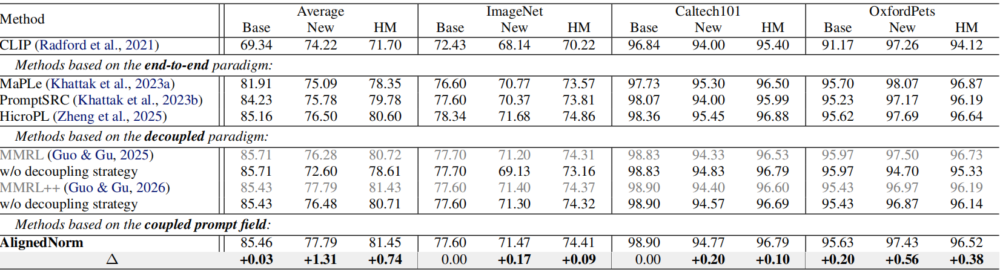 Method Average ImageNet Caltech101 OxfordPets
Base New HM Base New HM Base New HM Base New HM
CLIP (Radford et al., 2021) 69.34 74.22 71.70 72.43 68.14 70.22 96.84 94.00 95.40 91.17 97.26 94.12
Methods based on the end-to-end paradigm:
MaPLe (Khattak et al., 2023a) 81.91 75.09 78.35 76.60 70.77 73.57 97.73 95.30 96.50 95.70 98.07 96.87
PromptSRC (Khattak et al., 2023b) 84.23 75.78 79.78 77.60 70.37 73.81 98.07 94.00 95.99 95.23 97.17 96.19
HicroPL (Zheng et al., 2025) 85.16 76.50 80.60 78.34 71.68 74.86 98.36 95.45 96.88 95.62 97.69 96.64
Methods based on the decoupled paradigm:
MMRL (Guo & Gu, 2025) 85.71 76.28 80.72 77.70 71.20 74.31 98.83 94.33 96.53 95.97 97.50 96.73
w/o decoupling strategy 85.71 72.60 78.61 77.70 69.13 73.16 98.83 94.83 96.79 95.97 94.70 95.33
MMRL++ (Guo & Gu, 2026) 85.43 77.79 81.43 77.60 71.40 74.37 98.90 94.40 96.60 95.43 96.97 96.19
w/o decoupling strategy 85.43 76.48 80.71 77.60 71.30 74.32 98.90 94.57 96.69 95.43 96.87 96.14
Methods based on the coupled prompt field:
AlignedNorm 85.46 77.79 81.45 77.60 71.47 74.41 98.90 94.77 96.79 95.63 97.43 96.52
Δ +0.03 +1.31 +0.74 0.00 +0.17 +0.09 0.00 +0.20 +0.10 +0.20 +0.56 +0.38